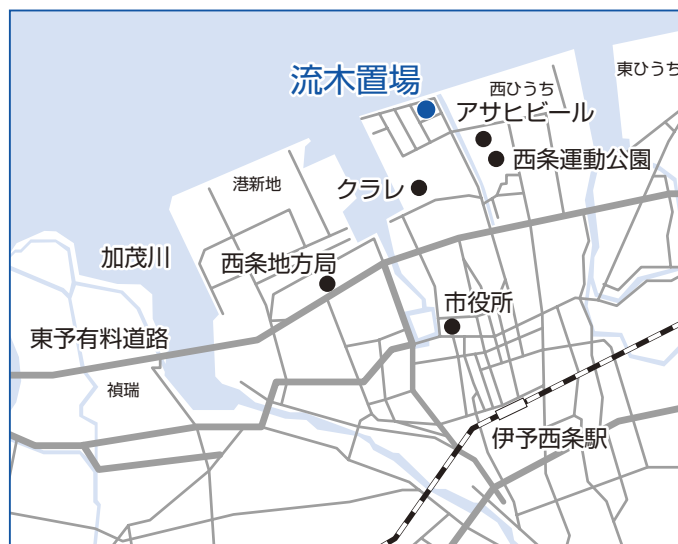 流木置場
東ひうち
西ひうち
アサヒビール
西条運動公園
クラレ
港新地
加茂川
西条地方局
市役所
東予有料道路
禎瑞
伊予西条駅